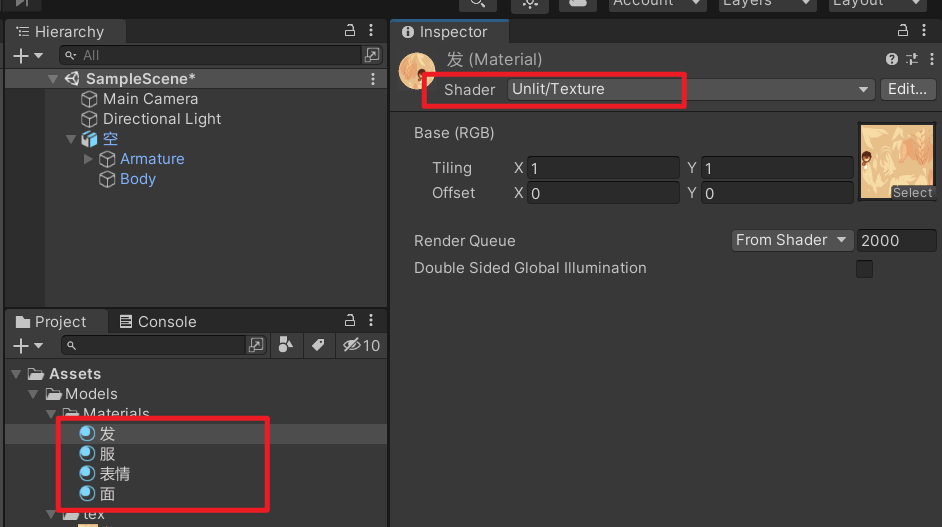 Account
Layers
Layout
Hierarchy
All
SampleScene*
Main Camera
Directional Light
空
Armature
Body
Project
Console
10
Assets
Models
Materials
发
服
表情
面
tex
Inspector
发 (Material)
Shader
Unlit/Texture
Edit...
Base (RGB)
Tiling X 1 Y 1
Offset X 0 Y 0
Select
Render Queue From Shader 2000
Double Sided Global Illumination